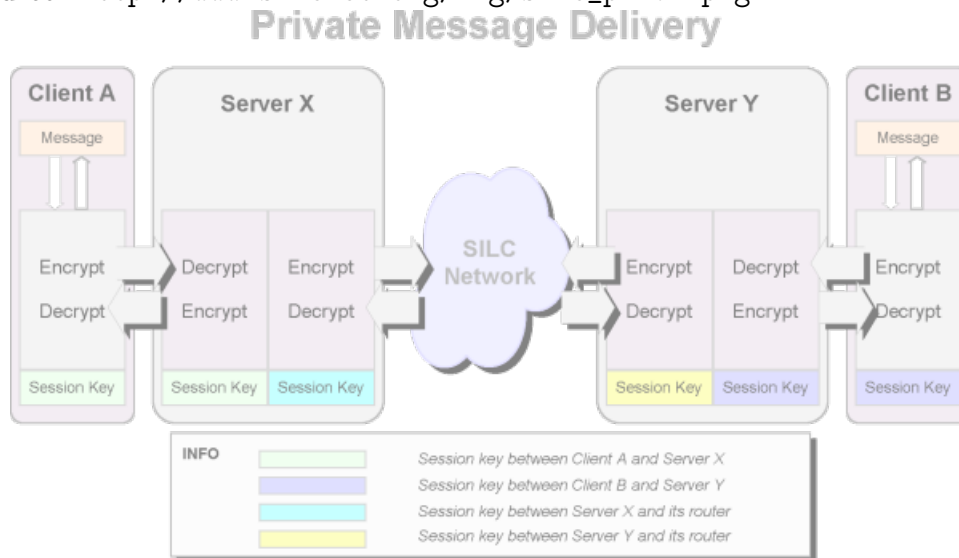 Private Message Delivery
Client A
Server X
Server Y
Client B
Message
Message
SILC
Network
Encrypt
Decrypt
Encrypt
Encrypt
Decrypt
Encrypt
Decrypt
Encrypt
Decrypt
Decrypt
Encrypt
Decrypt
Session Key
Session Key
Session Key
Session Key
Session Key
Session Key
INFO
Session key between Client A and Server X
Session key between Client B and Server Y
Session key between Server X and its router
Session key between Server Y and its router